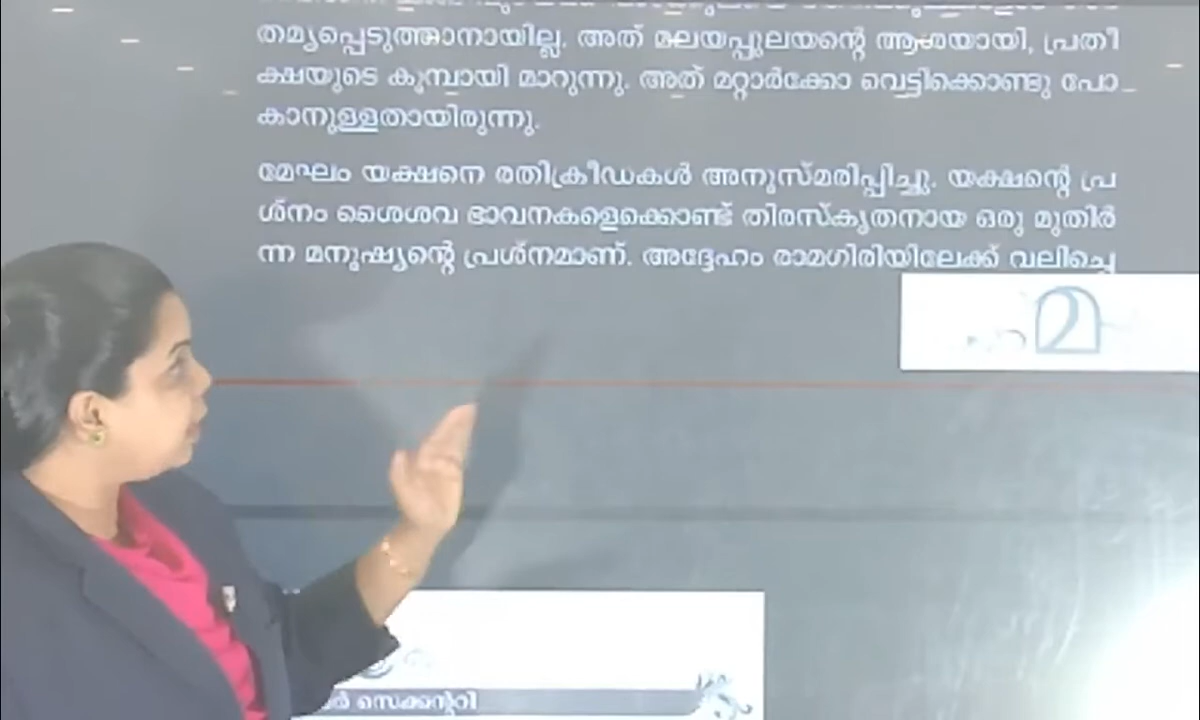 തമ്യപ്പെടുത്താനായില്ല. അത് മലയപ്പുലയന്റെ ആശയായി, പ്രതീ
ക്ഷയുടെ കൂമ്പായി മാറുന്നു. അത് മറ്റാർക്കോ വെട്ടിക്കൊണ്ടു പോ
കാനുള്ളതായിരുന്നു.
മേഘം യക്ഷനെ രതിക്രീഡകൾ അനുസ്മരിപ്പിച്ചു. യക്ഷന്റെ പ്ര
ശ്നം ശൈശവ ഭാവനകളെക്കൊണ്ട് തിരസ്കൃതനായ ഒരു മുതിർ
ന്ന മനുഷ്യന്റെ പ്രശ്നമാണ്. അദ്ദേഹം രാമഗിരിയിലേക്ക് വലിച്ചെ
മ
സെക്കന്ററി